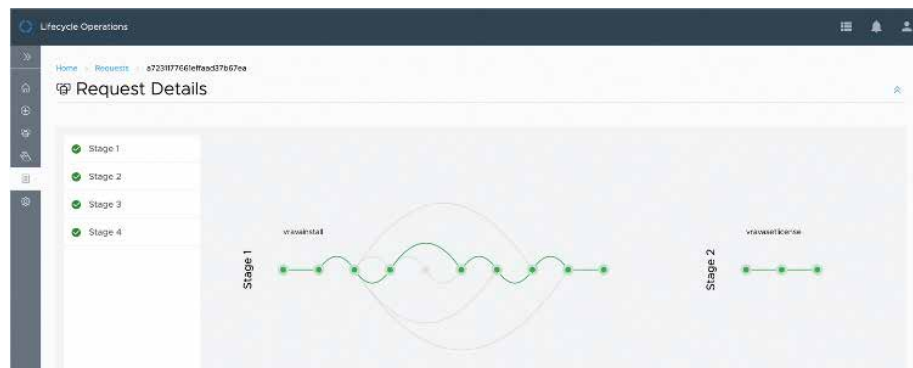 Lifecycle Operations
Home > Requests > a7231177661effaad37b67ea
Request Details
Stage 1
Stage 2
Stage 3
Stage 4
vravainstall
Stage 1
vravasetlicense
Stage 2